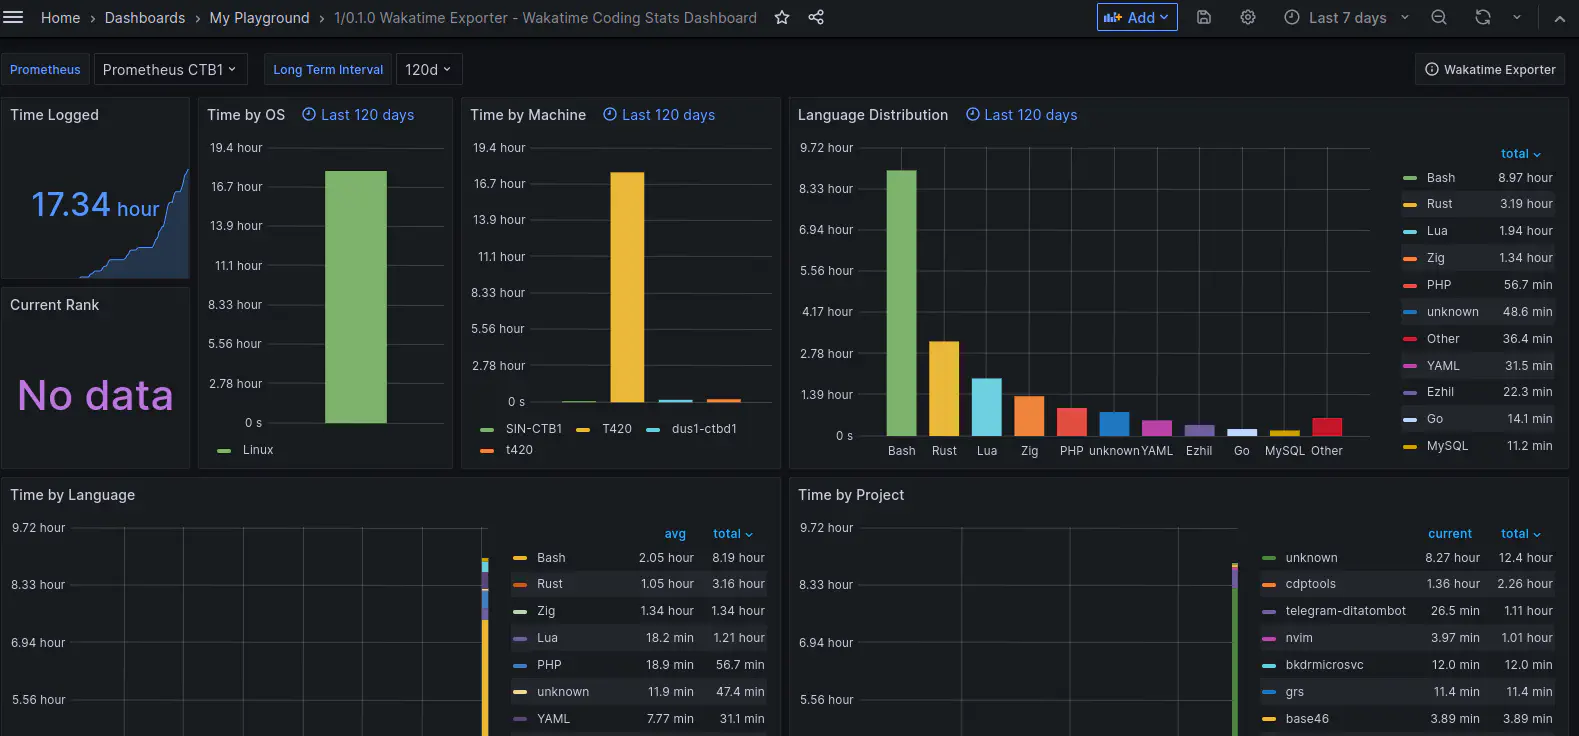 Home › Dashboards › My Playground › 1/0.1.0 Wakatime Exporter - Wakatime Coding Stats Dashboard
Add
Last 7 days
Prometheus
Prometheus CTB1
Long Term Interval
120d
Wakatime Exporter
Time Logged
17.34 hour
Current Rank
No data
Time by OS
Last 120 days
19.4 hour
16.7 hour
13.9 hour
11.1 hour
8.33 hour
5.56 hour
2.78 hour
0 s
Linux
Time by Machine
Last 120 days
19.4 hour
16.7 hour
13.9 hour
11.1 hour
8.33 hour
5.56 hour
2.78 hour
0 s
SIN-CTB1 T420 dus1-ctbd1
t420
Language Distribution
Last 120 days
9.72 hour
8.33 hour
6.94 hour
5.56 hour
4.17 hour
2.78 hour
1.39 hour
0 s
Bash Rust Lua Zig PHP unknown YAML Ezhil Go MySQL Other
total
Bash 8.97 hour
Rust 3.19 hour
Lua 1.94 hour
Zig 1.34 hour
PHP 56.7 min
unknown 48.6 min
Other 36.4 min
YAML 31.5 min
Ezhil 22.3 min
Go 14.1 min
MySQL 11.2 min
Time by Language
9.72 hour
8.33 hour
6.94 hour
5.56 hour
avg total
Bash 2.05 hour 8.19 hour
Rust 1.05 hour 3.16 hour
Zig 1.34 hour 1.34 hour
Lua 18.2 min 1.21 hour
PHP 18.9 min 56.7 min
unknown 11.9 min 47.4 min
YAML 7.77 min 31.1 min
Time by Project
9.72 hour
8.33 hour
6.94 hour
5.56 hour
current total
unknown 8.27 hour 12.4 hour
cdptools 1.36 hour 2.26 hour
telegram-ditatombot 26.5 min 1.11 hour
nvim 3.97 min 1.01 hour
bkdrmicrosvc 12.0 min 12.0 min
grs 11.4 min 11.4 min
base46 3.89 min 3.89 min